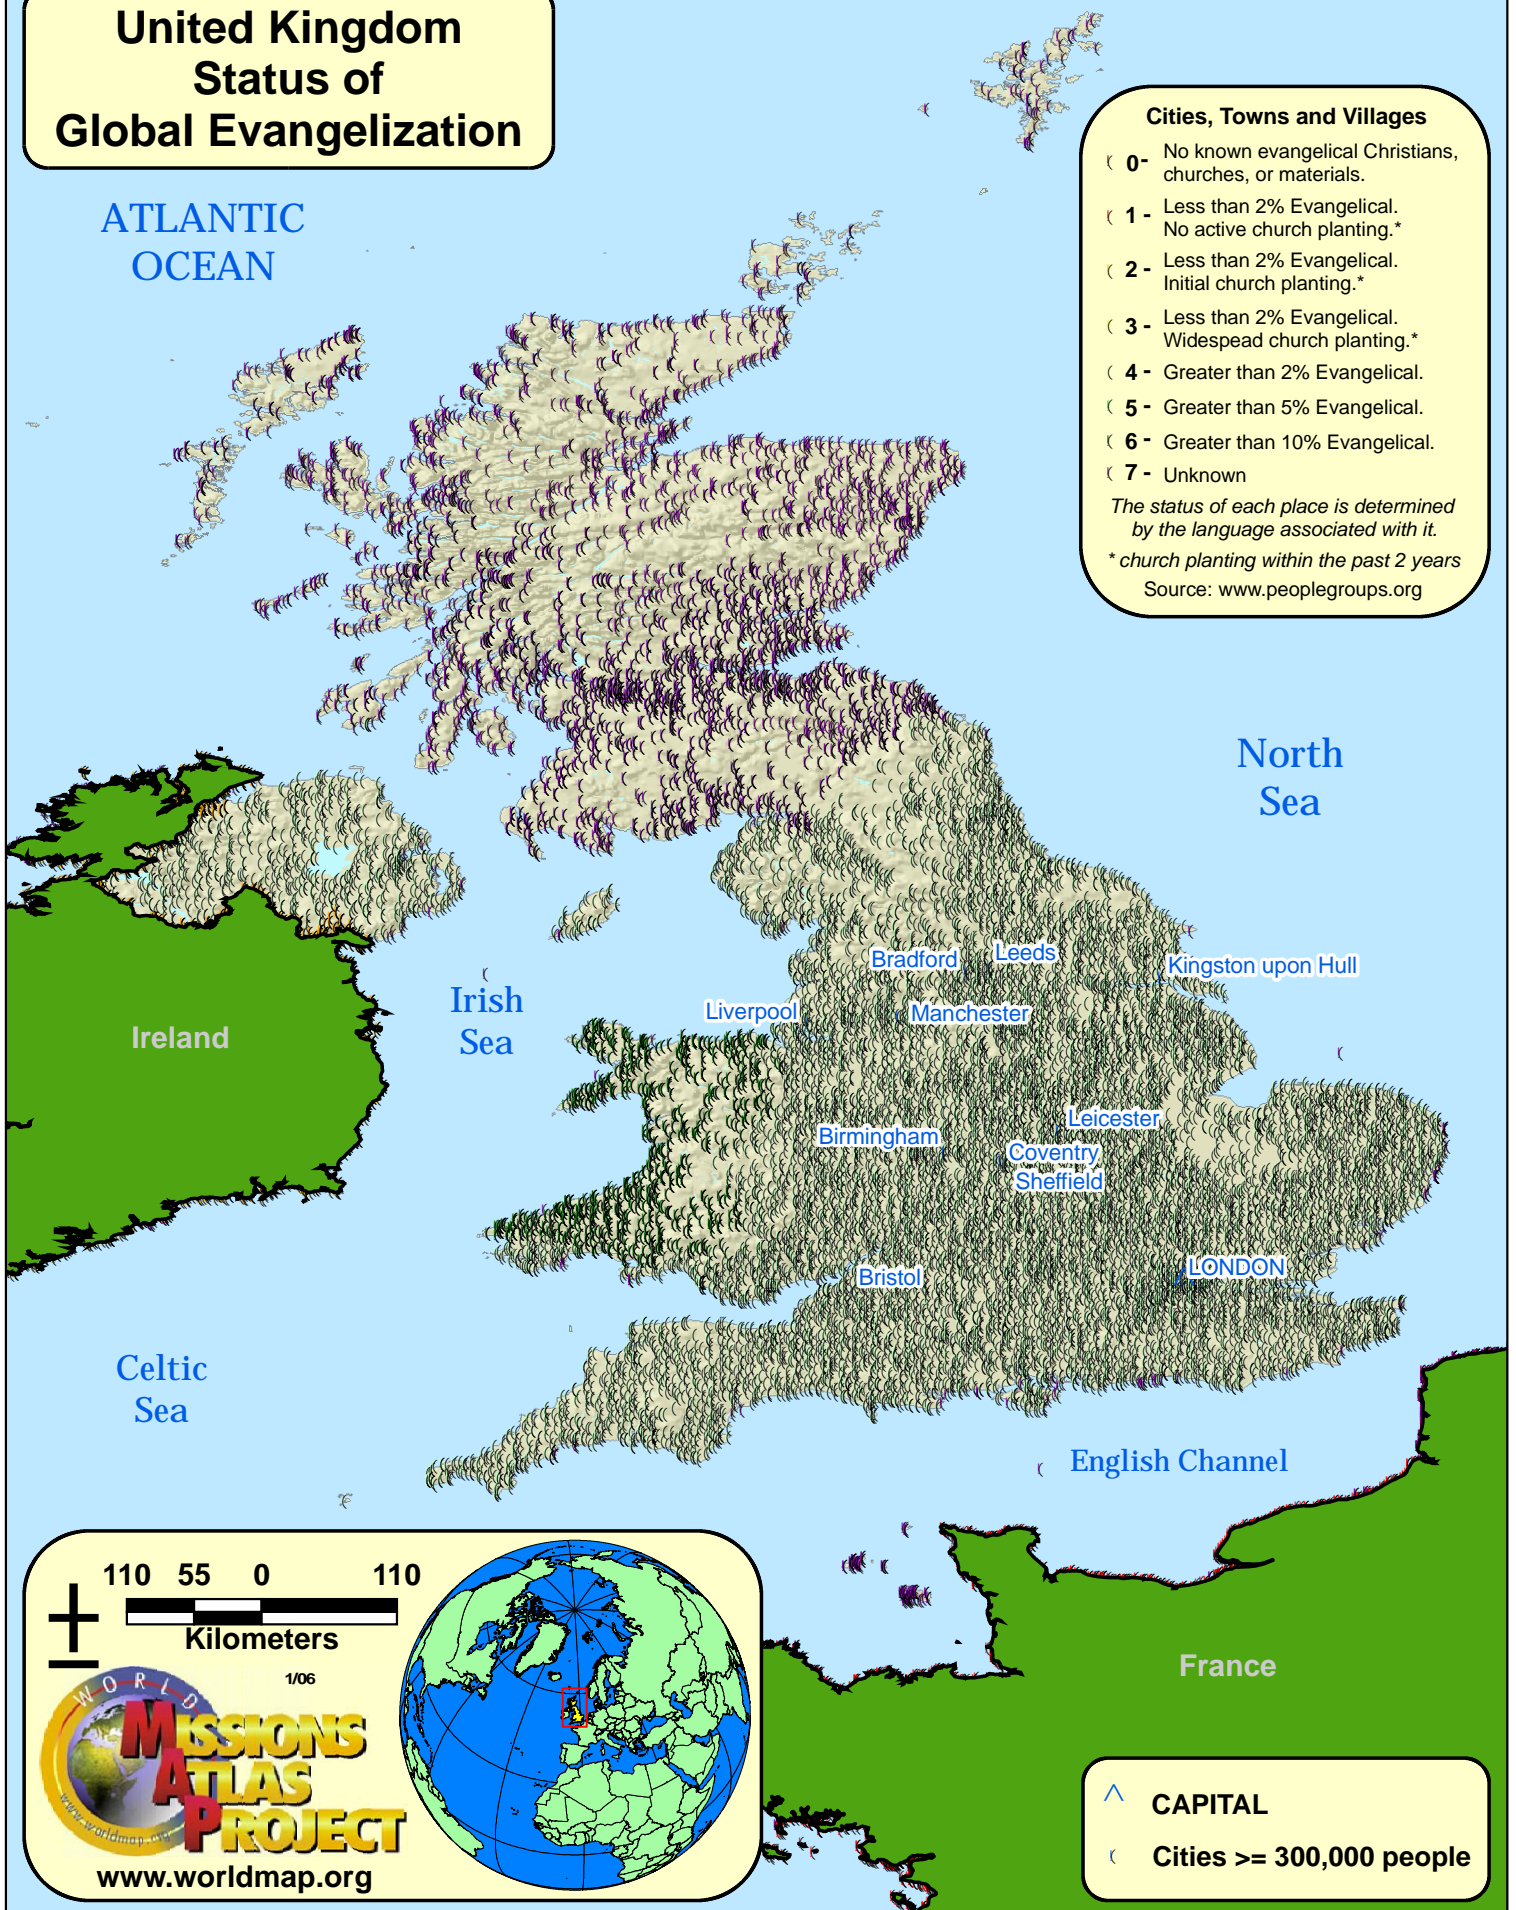 United Kingdom
Status of
Global Evangelization
ATLANTIC
OCEAN
Cities, Towns and Villages
0- No known evangelical Christians,
churches, or materials.
1 - Less than 2% Evangelical.
No active church planting.*
2 - Less than 2% Evangelical.
Initial church planting.*
3 - Less than 2% Evangelical.
Widespead church planting.*
4 - Greater than 2% Evangelical.
5 - Greater than 5% Evangelical.
6 - Greater than 10% Evangelical.
7 - Unknown
The status of each place is determined
by the language associated with it.
* church planting within the past 2 years
Source: www.peoplegroups.org
North
Sea
Bradford
Leeds
Kingston upon Hull
Liverpool
Manchester
Irish
Sea
Ireland
Leicester
Birmingham
Coventry
Sheffield
LONDON
Bristol
Celtic
Sea
English Channel
110 55 0 110
Kilometers
1/06
WORLD
MISSIONS
ATLAS
PROJECT
www.worldmap.org
www.worldmap.org
France
CAPITAL
Cities >= 300,000 people